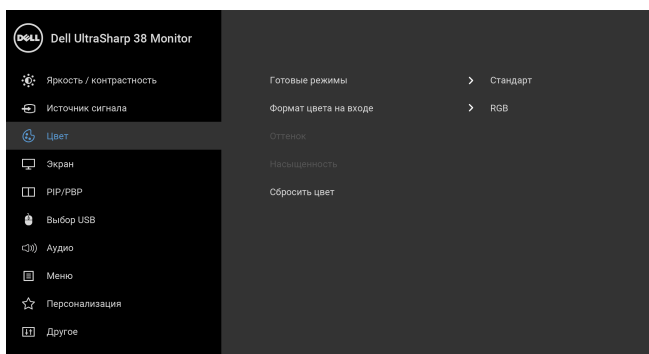 DELL Dell UltraSharp 38 Monitor
Яркость / контрастность
Готовые режимы
Стандарт
Источник сигнала
Формат цвета на входе
RGB
Цвет
Оттенок
Экран
Насыщенность
PIP/PBP
Сбросить цвет
Выбор USB
Аудио
Меню
Персонализация
Другое